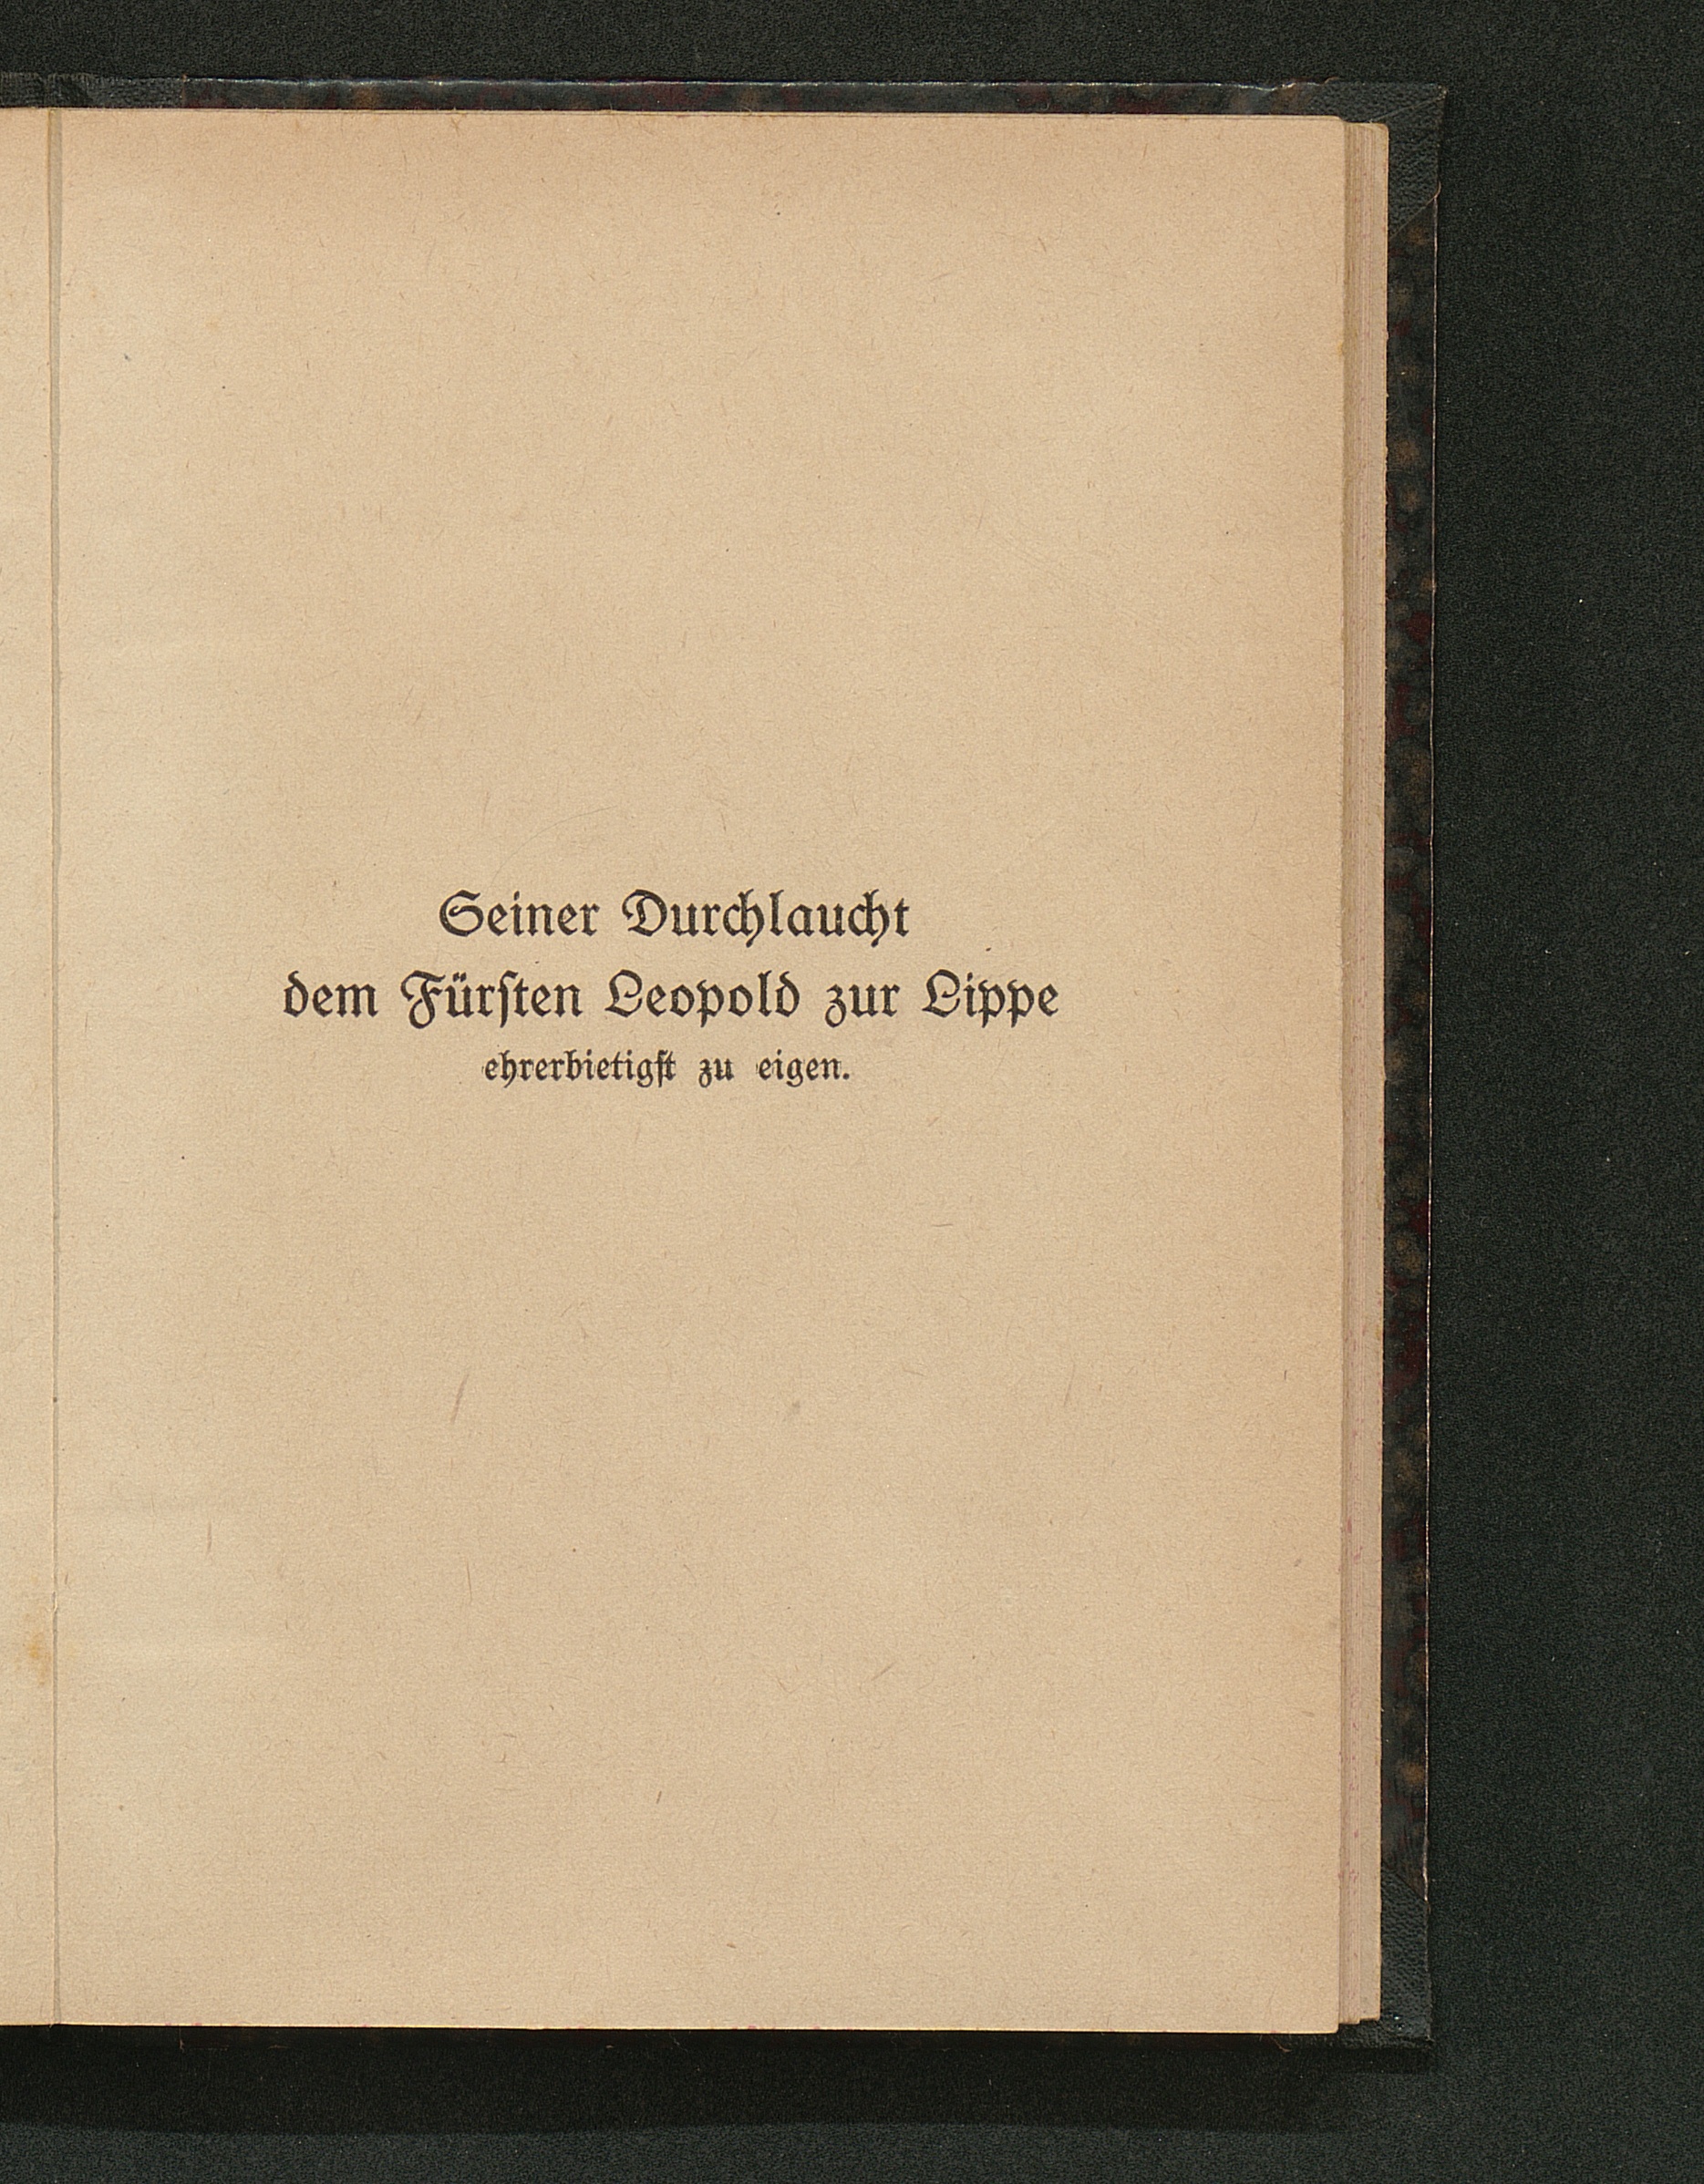 Seiner Durchlaucht
dem Fürſten Leopold zur Lippe
ehrerbietigſt zu eigen.